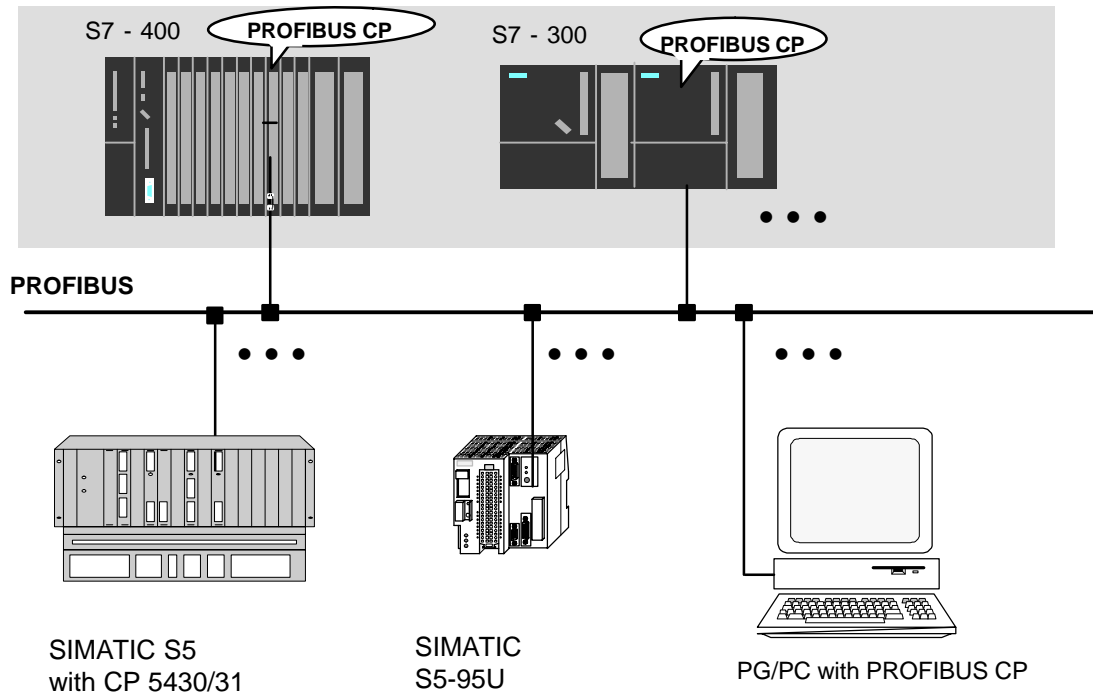 S7 - 400
PROFIBUS CP
S7 - 300
PROFIBUS CP
PROFIBUS
SIMATIC S5
with CP 5430/31
SIMATIC
S5-95U
PG/PC with PROFIBUS CP